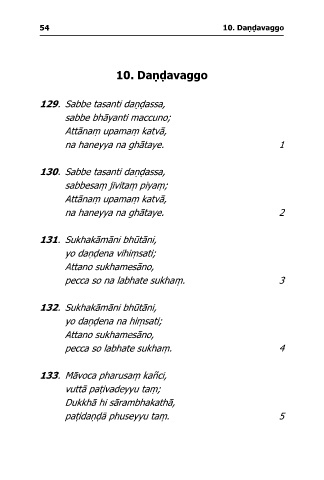 54 10. Daṇḍavaggo
10. Daṇḍavaggo
129. Sabbe tasanti daṇḍassa,
sabbe bhāyanti maccuno;
Attānaṃ upamaṃ katvā,
na haneyya na ghātaye. 1
130. Sabbe tasanti daṇḍassa,
sabbesaṃ jīvitaṃ piyaṃ;
Attānaṃ upamaṃ katvā,
na haneyya na ghātaye. 2
131. Sukhakāmāni bhūtāni,
yo daṇḍena vihiṃsati;
Attano sukhamesāno,
pecca so na labhate sukhaṃ. 3
132. Sukhakāmāni bhūtāni,
yo daṇḍena na hiṃsati;
Attano sukhamesāno,
pecca so labhate sukhaṃ. 4
133. Māvoca pharusaṃ kañci,
vuttā paṭivadeyyu taṃ;
Dukkhā hi sārambhakathā,
paṭidaṇḍā phuseyyu taṃ. 5